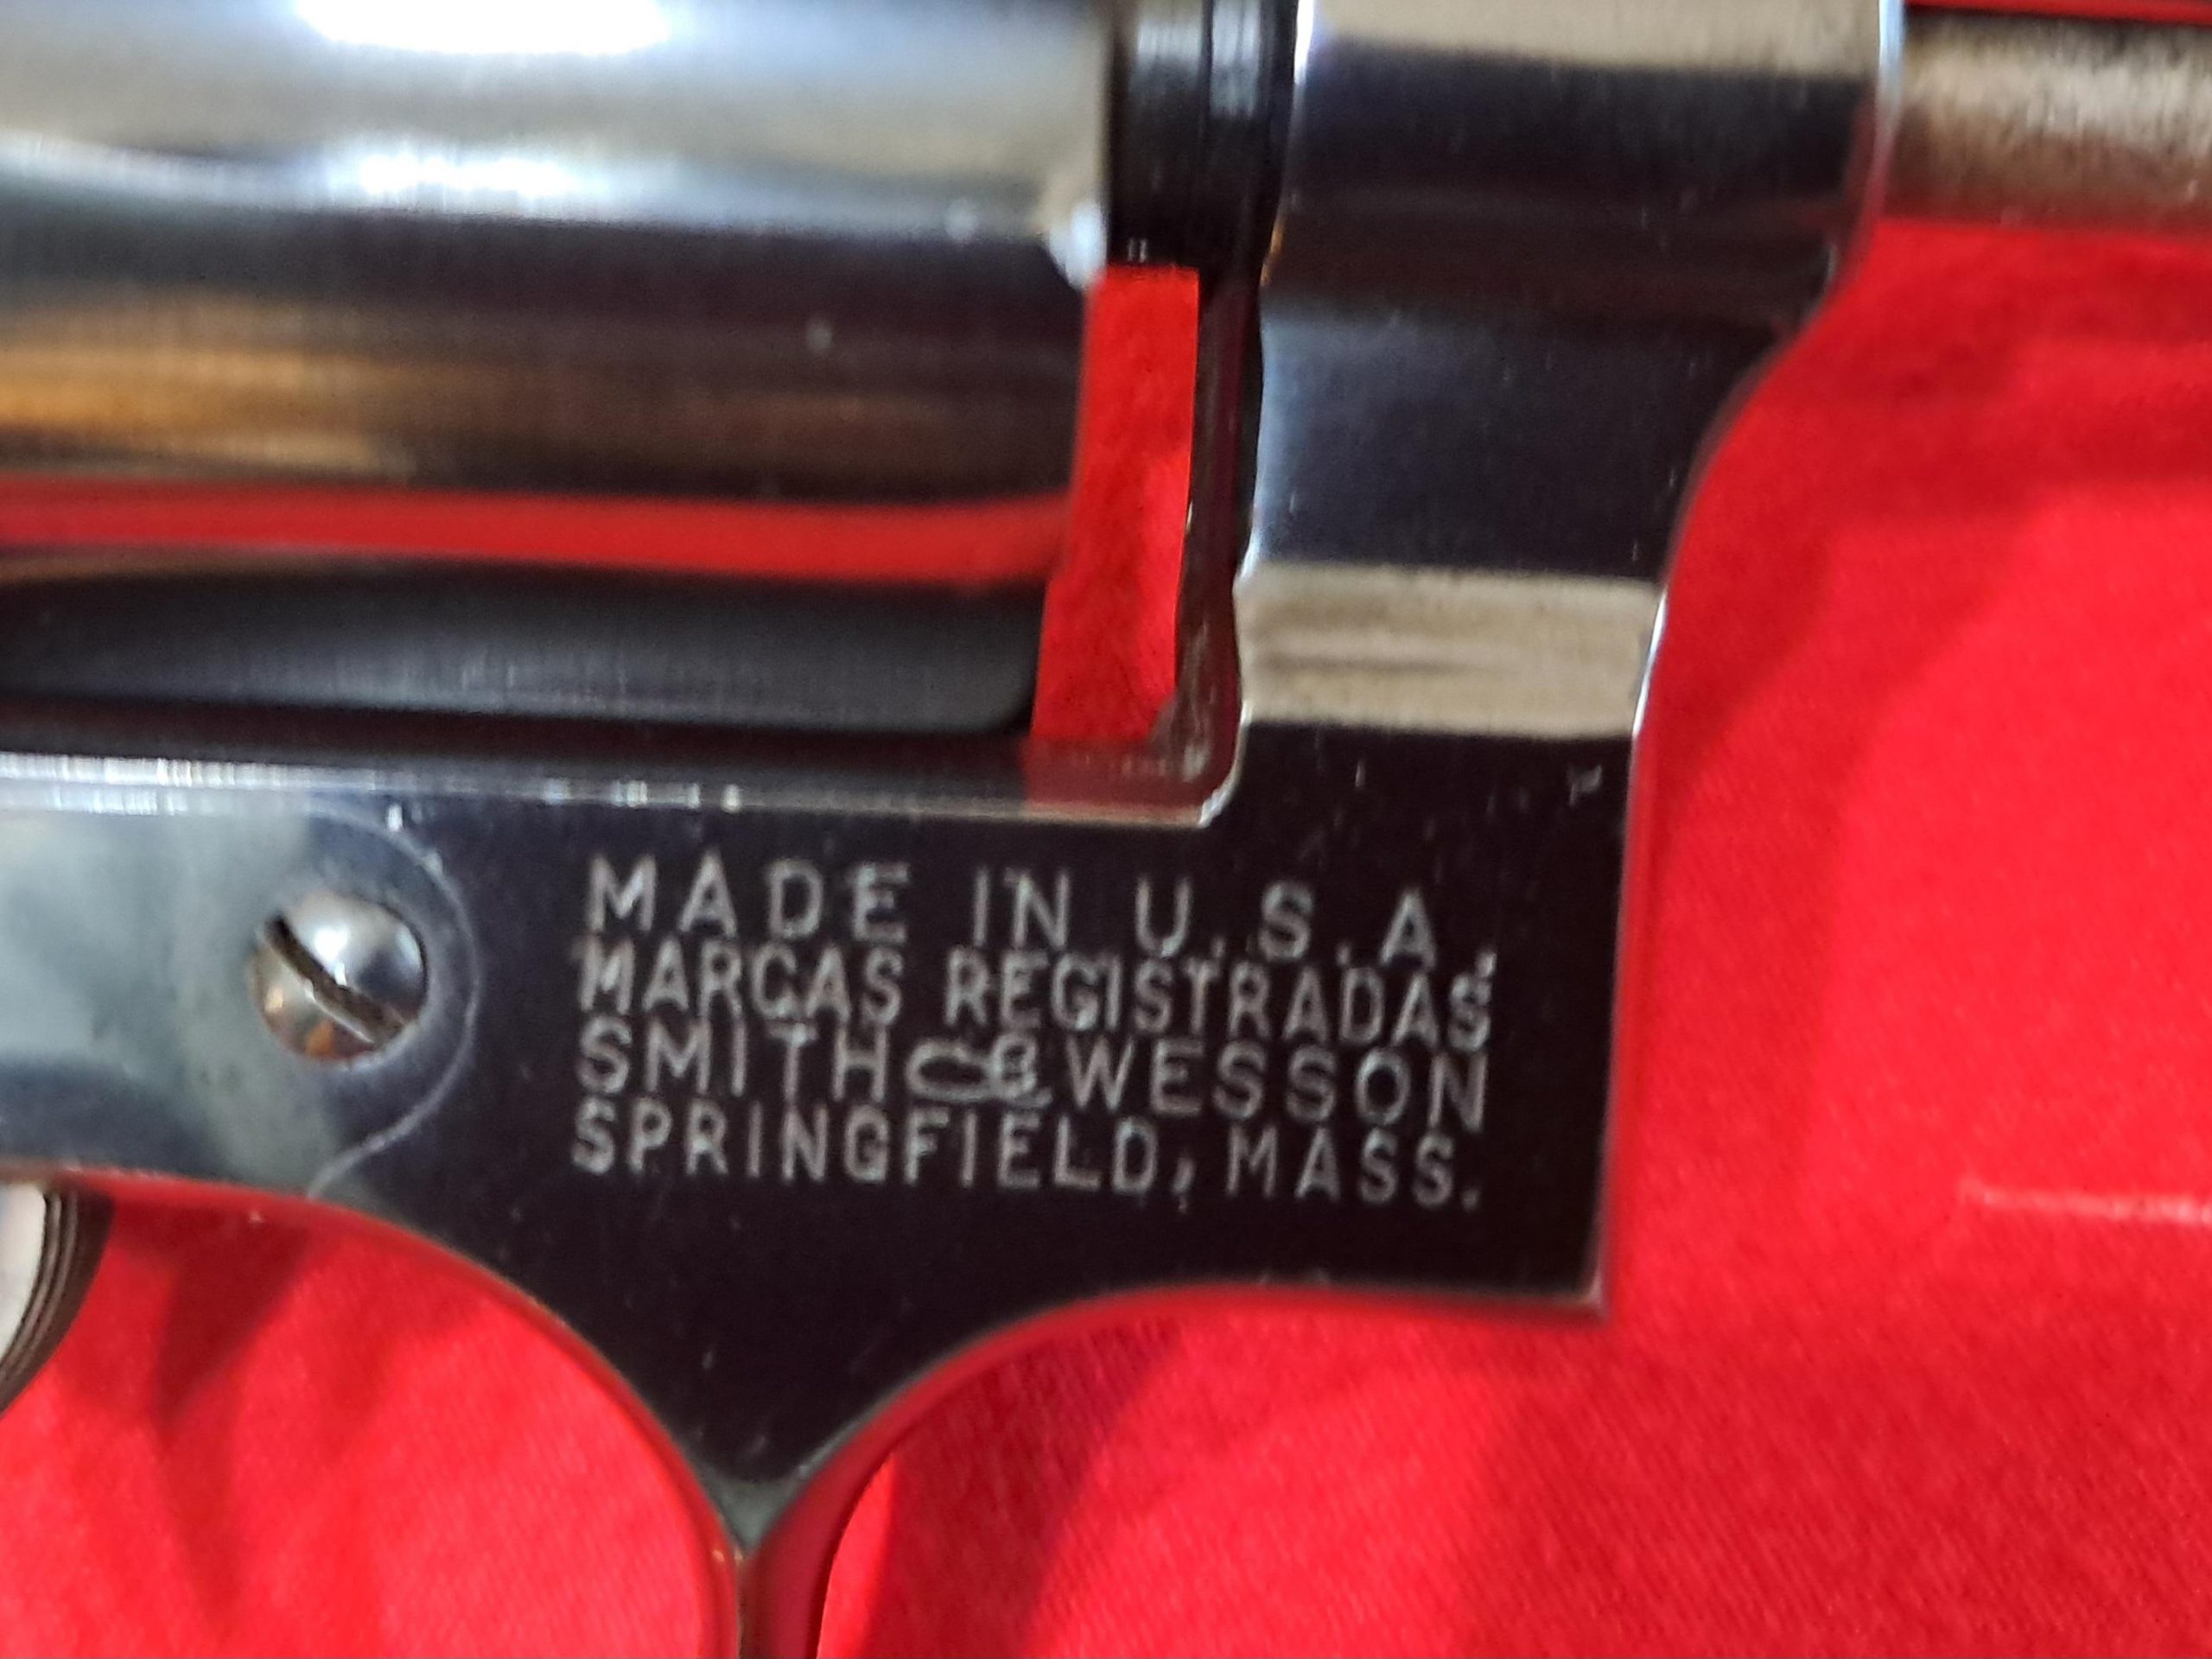 MADE IN U.S.A.
MARCAS REGISTRADAS
SMITH & WESSON
SPRINGFIELD, MASS.